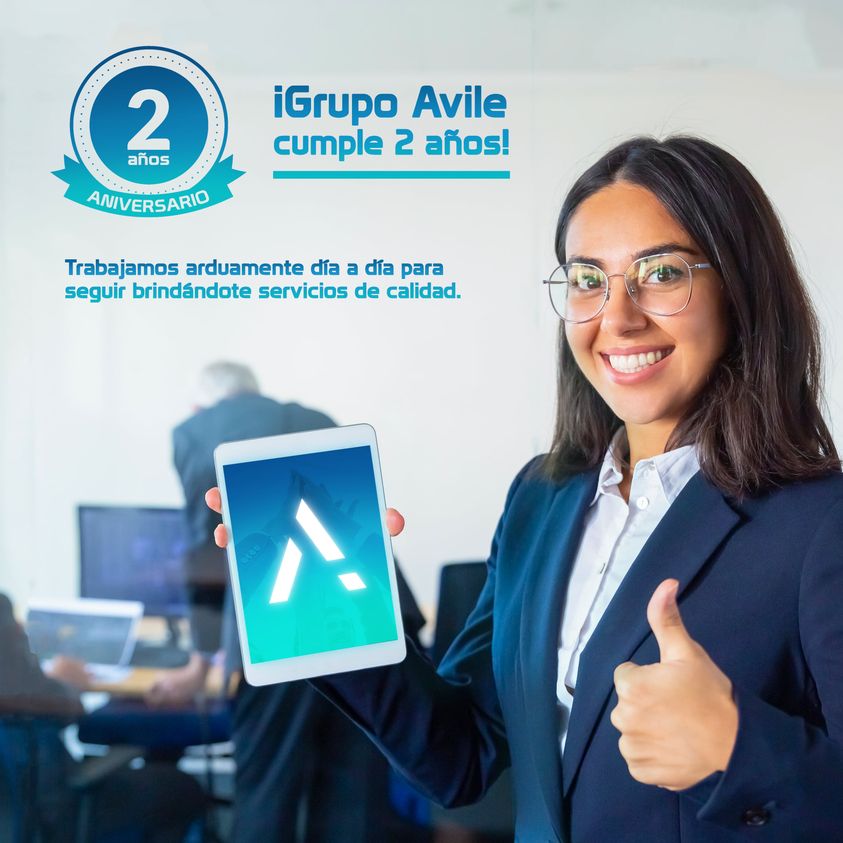 2
años
ANIVERSARIO
¡Grupo Avile
cumple 2 años!
Trabajamos arduamente día a día para
seguir brindándote servicios de calidad.